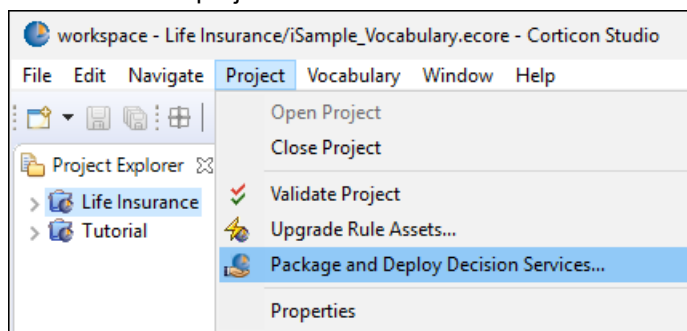 workspace - Life Insurance/iSample_Vocabulary.ecore - Corticon Studio
File Edit Navigate Project Vocabulary Window Help
Open Project
Close Project
Project Explorer
Validate Project
Life Insurance
Upgrade Rule Assets...
Tutorial
Package and Deploy Decision Services...
Properties